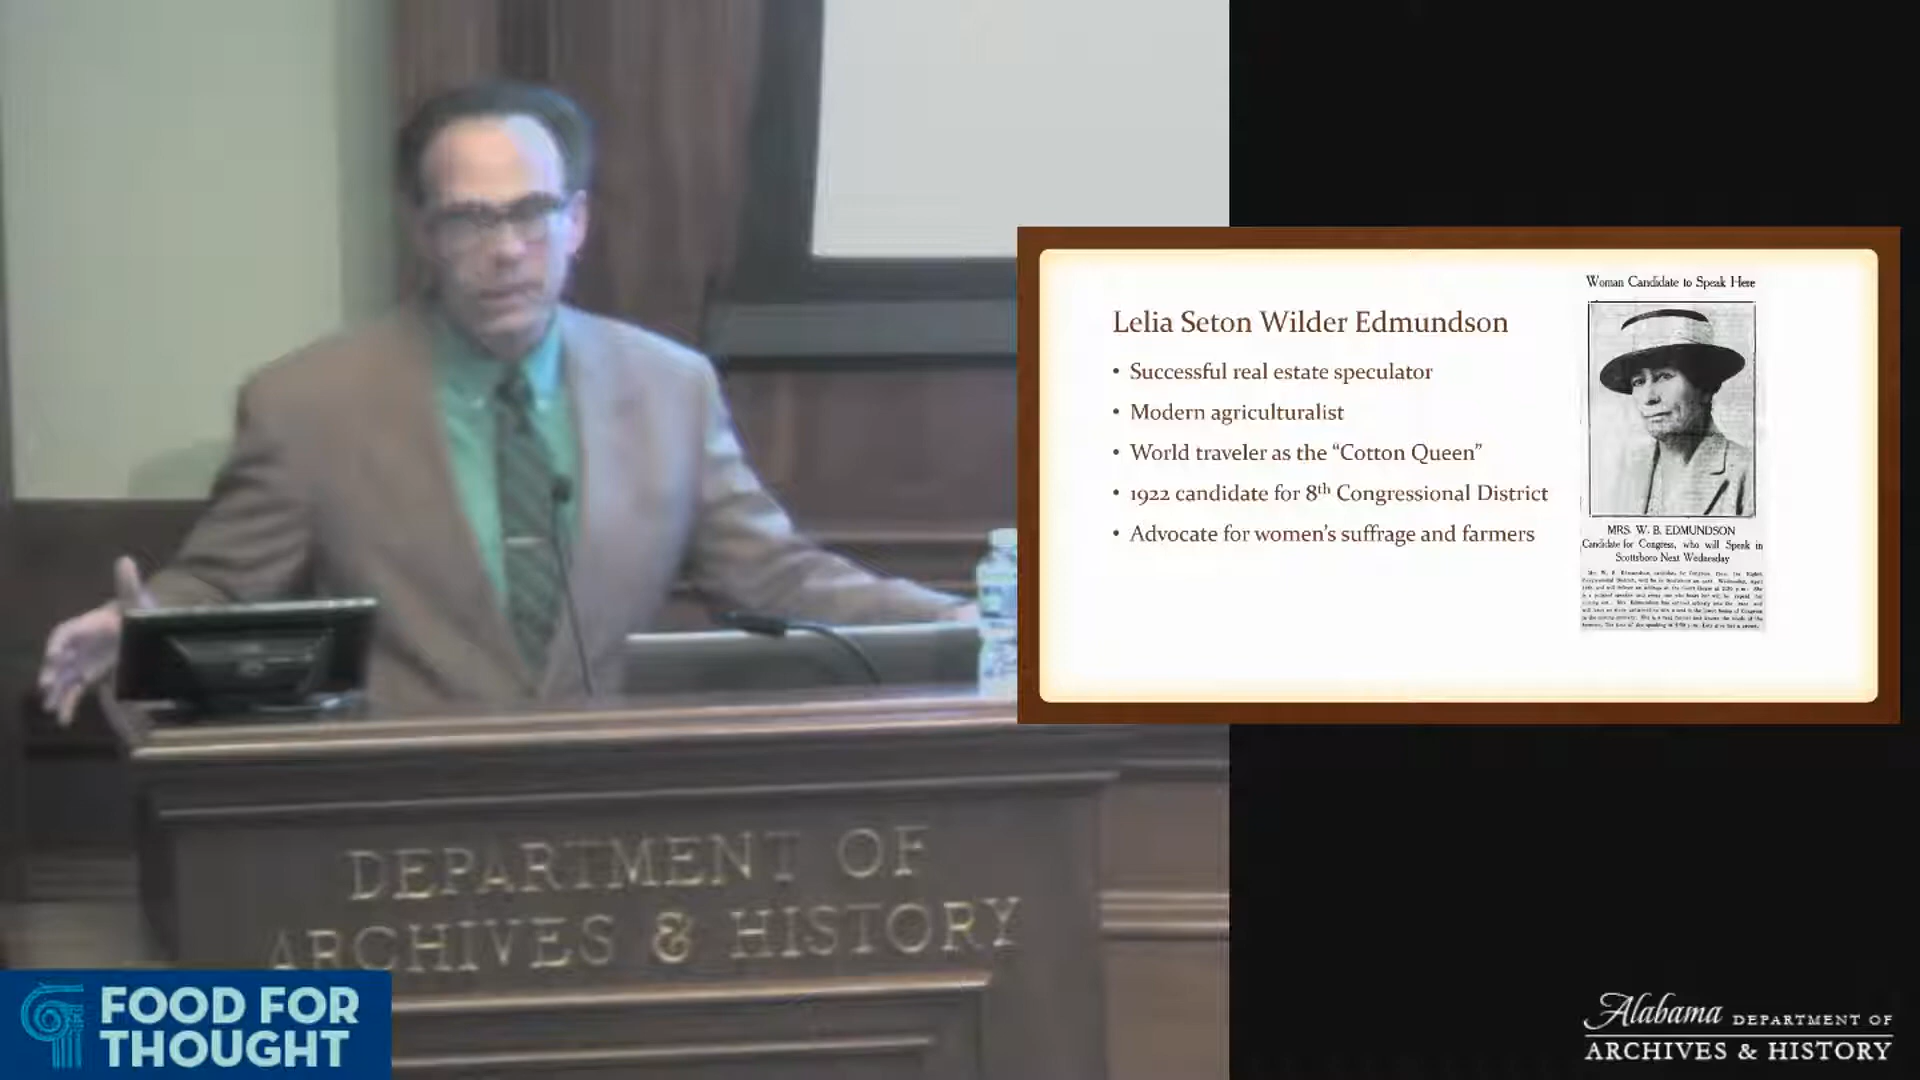 Woman Candidate to Speak Here
Lelia Seton Wilder Edmundson
• Successful real estate speculator
• Modern agriculturalist
• World traveler as the “Cotton Queen”
• 1922 candidate for 8th Congressional District
• Advocate for women’s suffrage and farmers
MRS. W. B. EDMUNDSON
Candidate for Congress, who will Speak in
Scottsboro Next Wednesday
DEPARTMENT OF
ARCHIVES & HISTORY
FOOD FOR
THOUGHT
Alabama DEPARTMENT OF
ARCHIVES & HISTORY